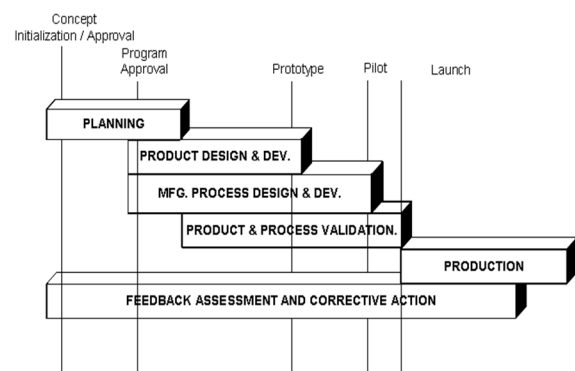 Concept
Initialization / Approval
Program
Approval
Prototype
Pilot
Launch
PLANNING
PRODUCT DESIGN & DEV.
MFG. PROCESS DESIGN & DEV.
PRODUCT & PROCESS VALIDATION.
PRODUCTION
FEEDBACK ASSESSMENT AND CORRECTIVE ACTION